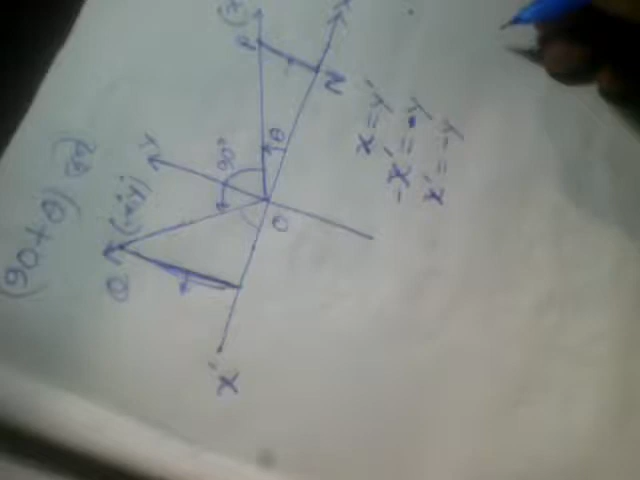 (90+θ)
Q
Y
90°
θ
P
N
O
X'
x = y'
-x' = -y
x' = -y